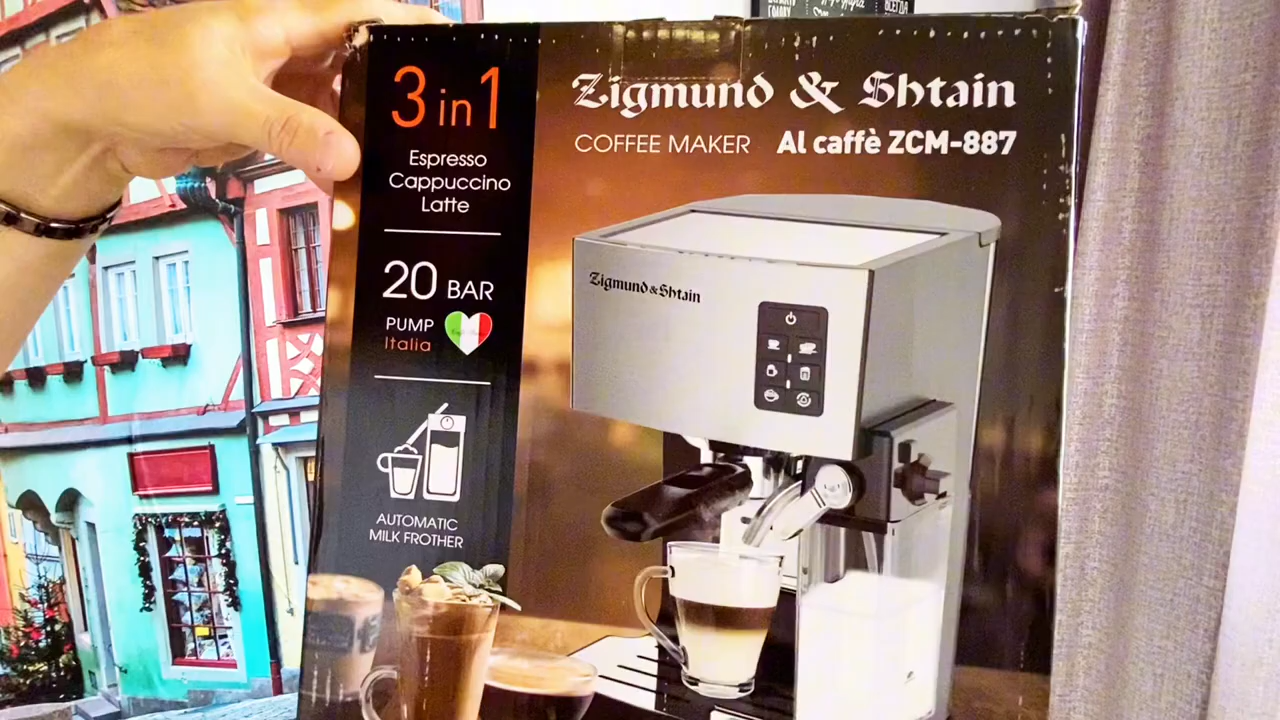 3 in 1
Espresso
Cappuccino
Latte
20 BAR
PUMP
Italia
AUTOMATIC
MILK FROTHER
Zigmund & Shtain
COFFEE MAKER Al caffè ZCM-887
Zigmund & Shtain